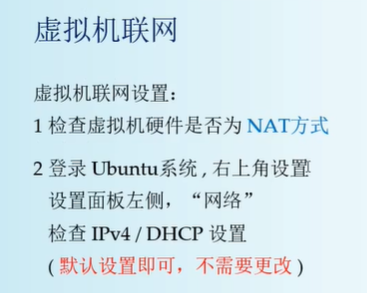 虚拟机联网
虚拟机联网设置：
1 检查虚拟机硬件是否为 NAT方式
2 登录 Ubuntu系统 , 右上角设置
设置面板左侧，“网络”
检查 IPv4 / DHCP 设置
( 默认设置即可，不需要更改 )